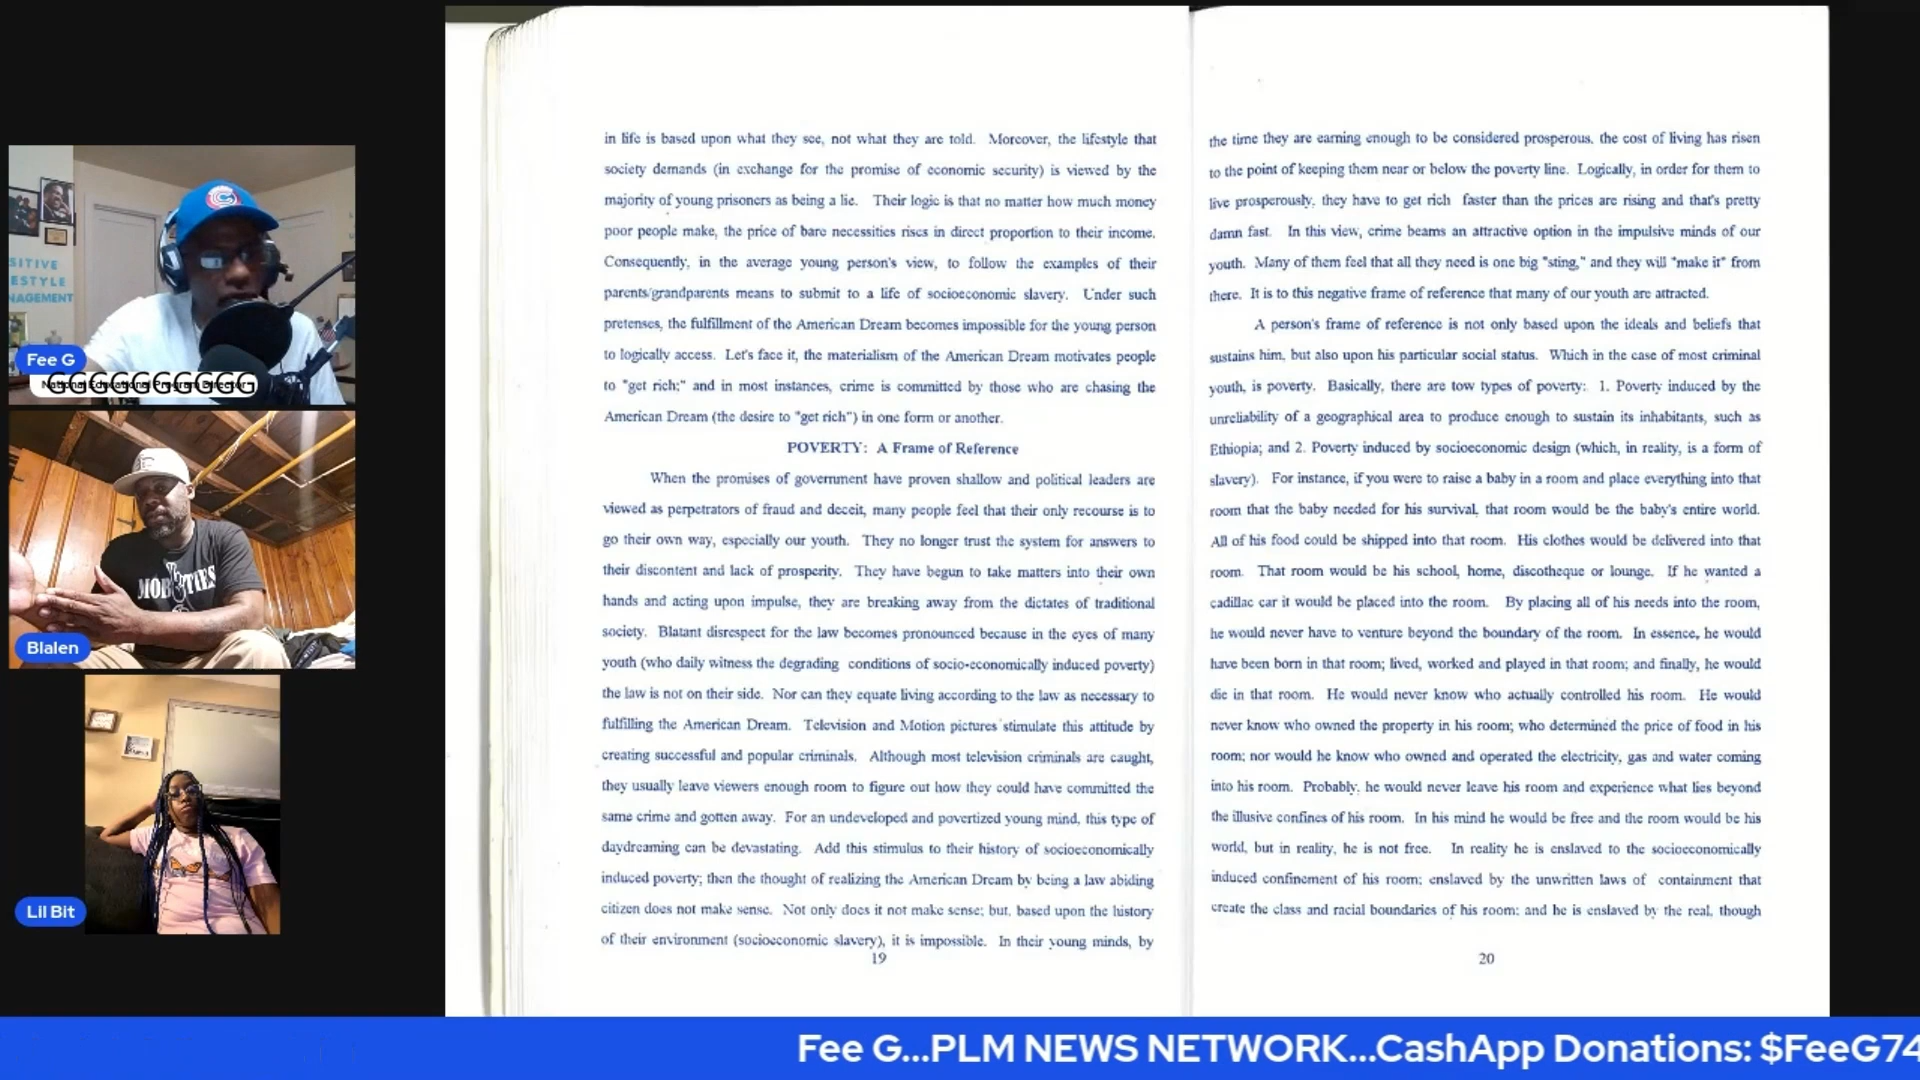 SITIVE
ESTYLE
NAGEMENT
Fee G
GGGGGGGGGG
National Educational Program Director
Blalen
MOB TIES
Lil Bit
in life is based upon what they see, not what they are told. Moreover, the lifestyle that
society demands (in exchange for the promise of economic security) is viewed by the
majority of young prisoners as being a lie. Their logic is that no matter how much money
poor people make, the price of bare necessities rises in direct proportion to their income.
Consequently, in the average young person's view, to follow the examples of their
parents/grandparents means to submit to a life of socioeconomic slavery. Under such
pretenses, the fulfillment of the American Dream becomes impossible for the young person
to logically access. Let's face it, the materialism of the American Dream motivates people
to "get rich;" and in most instances, crime is committed by those who are chasing the
American Dream (the desire to "get rich") in one form or another.
POVERTY: A Frame of Reference
When the promises of government have proven shallow and political leaders are
viewed as perpetrators of fraud and deceit, many people feel that their only recourse is to
go their own way, especially our youth. They no longer trust the system for answers to
their discontent and lack of prosperity. They have begun to take matters into their own
hands and acting upon impulse, they are breaking away from the dictates of traditional
society. Blatant disrespect for the law becomes pronounced because in the eyes of many
youth (who daily witness the degrading conditions of socio-economically induced poverty)
the law is not on their side. Nor can they equate living according to the law as necessary to
fulfilling the American Dream. Television and Motion pictures stimulate this attitude by
creating successful and popular criminals. Although most television criminals are caught,
they usually leave viewers enough room to figure out how they could have committed the
same crime and gotten away. For an undeveloped and povertized young mind, this type of
daydreaming can be devastating. Add this stimulus to their history of socioeconomically
induced poverty; then the thought of realizing the American Dream by being a law abiding
citizen does not make sense. Not only does it not make sense; but, based upon the history
of their environment (socioeconomic slavery), it is impossible. In their young minds, by
19
the time they are earning enough to be considered prosperous, the cost of living has risen
to the point of keeping them near or below the poverty line. Logically, in order for them to
live prosperously, they have to get rich faster than the prices are rising and that's pretty
damn fast. In this view, crime beams an attractive option in the impulsive minds of our
youth. Many of them feel that all they need is one big "sting," and they will "make it" from
there. It is to this negative frame of reference that many of our youth are attracted.
A person's frame of reference is not only based upon the ideals and beliefs that
sustains him, but also upon his particular social status. Which in the case of most criminal
youth, is poverty. Basically, there are tow types of poverty: 1. Poverty induced by the
unreliability of a geographical area to produce enough to sustain its inhabitants, such as
Ethiopia; and 2. Poverty induced by socioeconomic design (which, in reality, is a form of
slavery). For instance, if you were to raise a baby in a room and place everything into that
room that the baby needed for his survival, that room would be the baby's entire world.
All of his food could be shipped into that room. His clothes would be delivered into that
room. That room would be his school, home, discotheque or lounge. If he wanted a
cadillac car it would be placed into the room. By placing all of his needs into the room,
he would never have to venture beyond the boundary of the room. In essence, he would
have been born in that room; lived, worked and played in that room; and finally, he would
die in that room. He would never know who actually controlled his room. He would
never know who owned the property in his room; who determined the price of food in his
room; nor would he know who owned and operated the electricity, gas and water coming
into his room. Probably, he would never leave his room and experience what lies beyond
the illusive confines of his room. In his mind he would be free and the room would be his
world, but in reality, he is not free. In reality he is enslaved to the socioeconomically
induced confinement of his room; enslaved by the unwritten laws of containment that
create the class and racial boundaries of his room; and he is enslaved by the real, though
20
Fee G...PLM NEWS NETWORK...CashApp Donations: $FeeG74